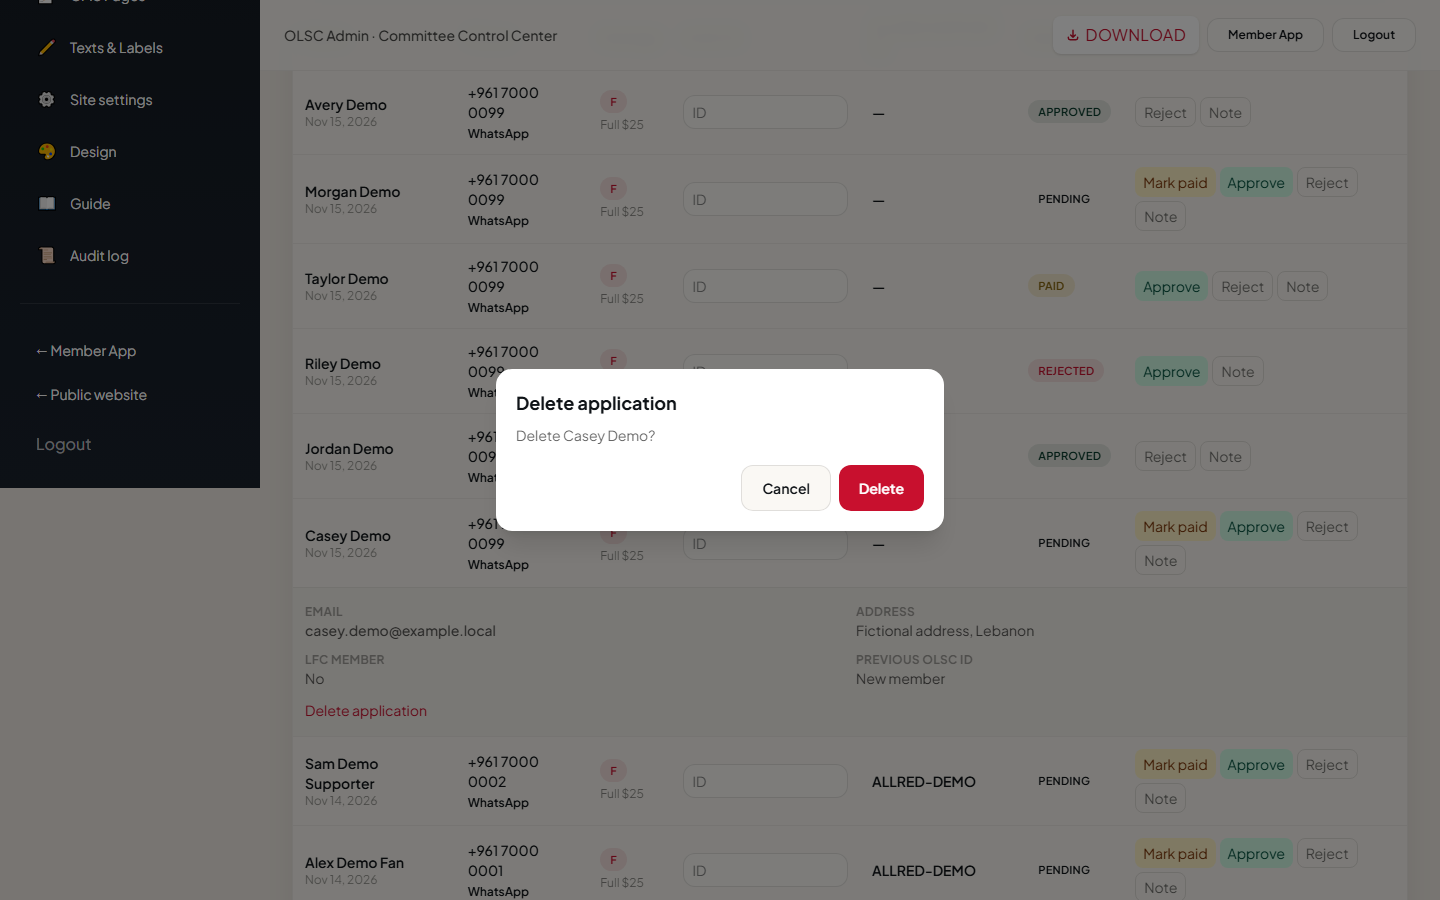 Texts & Labels
Site settings
Design
Guide
Audit log
← Member App
← Public website
Logout
OLSC Admin · Committee Control Center
DOWNLOAD
Member App
Logout
Avery Demo
Nov 15, 2026
+961 7000
0099
WhatsApp
F
Full $25
ID
—
APPROVED
Reject
Note
Morgan Demo
Nov 15, 2026
+961 7000
0099
WhatsApp
F
Full $25
ID
—
PENDING
Mark paid
Approve
Reject
Note
Taylor Demo
Nov 15, 2026
+961 7000
0099
WhatsApp
F
Full $25
ID
—
PAID
Approve
Reject
Note
Riley Demo
Nov 15, 2026
+961 7000
F
REJECTED
Approve
Note
Delete application
Delete Casey Demo?
Cancel
Delete
Jordan Demo
Nov 15, 2026
APPROVED
Reject
Note
Casey Demo
Nov 15, 2026
0099
WhatsApp
F
Full $25
ID
—
PENDING
Mark paid
Approve
Reject
Note
EMAIL
casey.demo@example.local
ADDRESS
Fictional address, Lebanon
LFC MEMBER
No
PREVIOUS OLSC ID
New member
Delete application
Sam Demo
Supporter
Nov 14, 2026
+961 7000
0002
WhatsApp
F
Full $25
ID
ALLRED-DEMO
PENDING
Mark paid
Approve
Reject
Note
Alex Demo Fan
Nov 14, 2026
+961 7000
0001
WhatsApp
F
Full $25
ID
ALLRED-DEMO
PENDING
Mark paid
Approve
Reject
Note